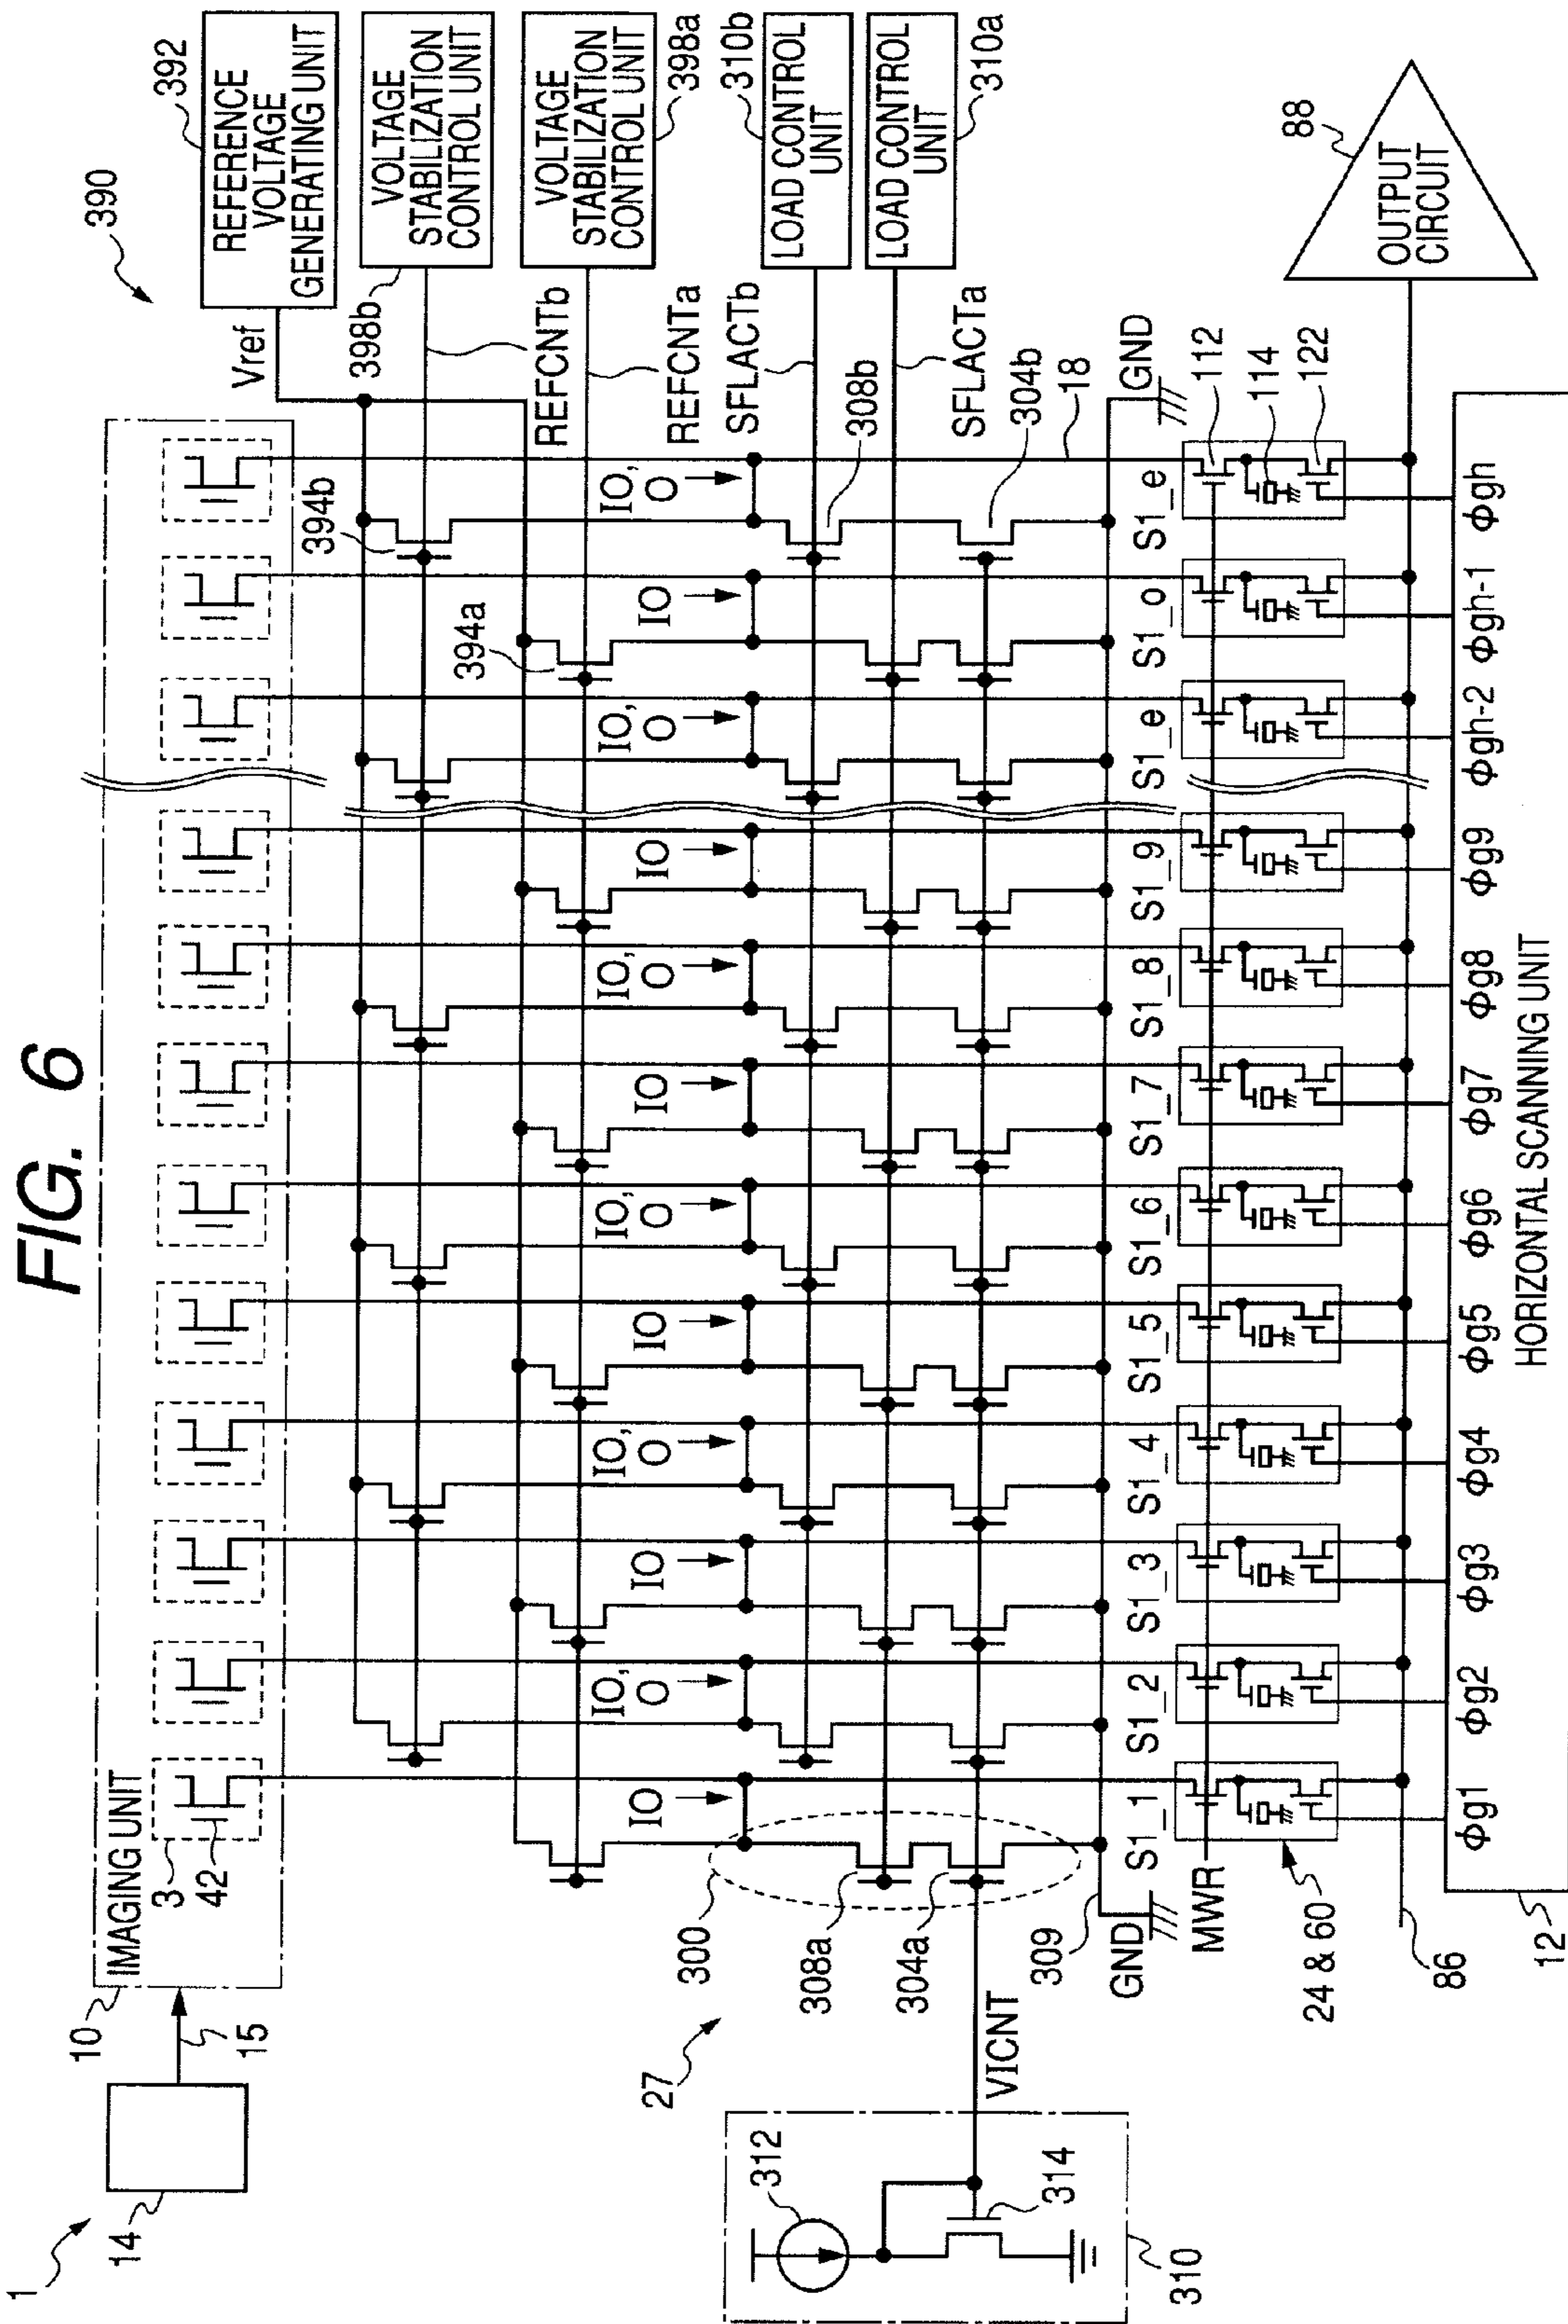 FIG. 6
1
14
15
10
IMAGING UNIT
3
42
390
392
REFERENCE
VOLTAGE
GENERATING UNIT
Vref
VOLTAGE
STABILIZATION
CONTROL UNIT
398b
VOLTAGE
STABILIZATION
CONTROL UNIT
398a
LOAD CONTROL
UNIT
310b
LOAD CONTROL
UNIT
310a
REFCNTb
REFCNTa
SFLACTb
SFLACTa
394b
394a
308b
304b
18
GND
IO
IO,
O
IO
IO,
O
IO
IO,
O
IO
IO,
O
IO
IO,
O
IO
IO,
O
300
308a
304a
309
GND
27
VICNT
312
314
310
MWR
S1_1
S1_2
S1_3
S1_4
S1_5
S1_6
S1_7
S1_8
S1_9
S1_e
S1_o
S1_e
112
114
122
24 & 60
86
88
OUTPUT
CIRCUIT
Φg1
Φg2
Φg3
Φg4
Φg5
Φg6
Φg7
Φg8
Φg9
Φgh-2
Φgh-1
Φgh
12
HORIZONTAL SCANNING UNIT